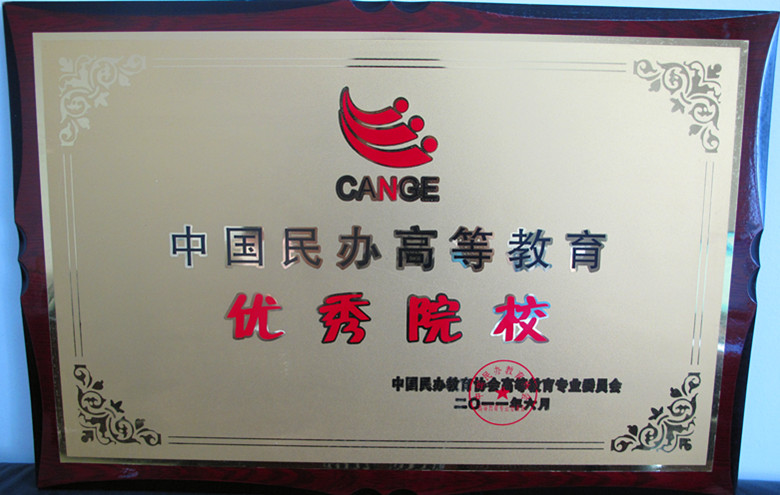 CANGE
中国民办高等教育
优秀院校
中国民办教育协会高等教育专业委员会
二〇一一年六月